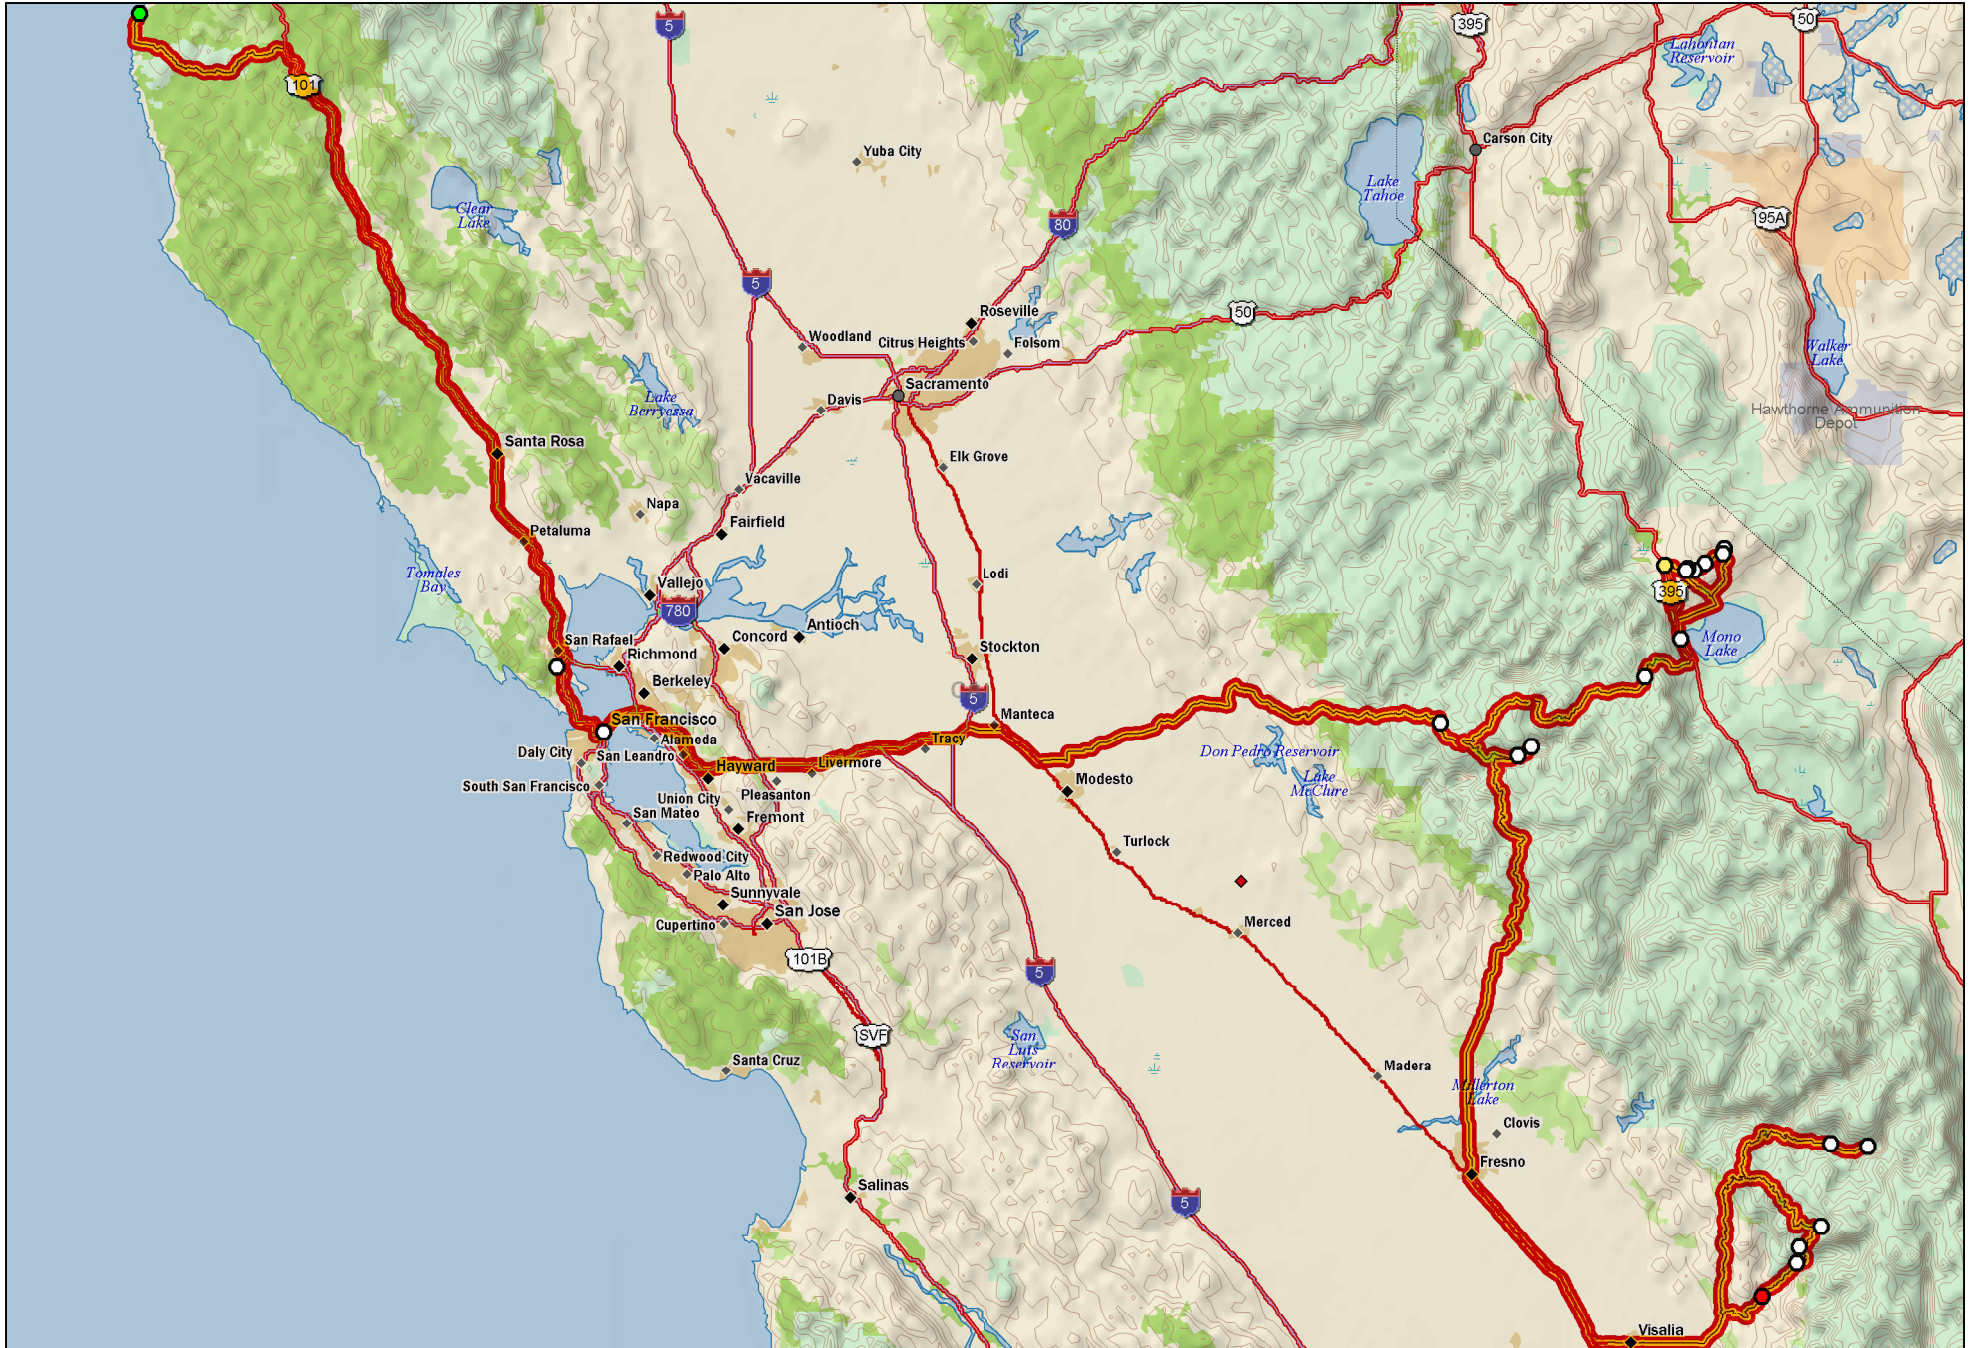 5
395
50
Lahontan
Reservoir
101
Carson City
Yuba City
Lake
Tahoe
Clear
Lake
80
95A
5
Roseville
50
Woodland
Citrus Heights
Folsom
Walker
Lake
Sacramento
Davis
Lake
Berryessa
Hawthorne Ammunition
Depot
Santa Rosa
Elk Grove
Vacaville
Napa
Fairfield
Petaluma
Tomales
Bay
Lodi
Vallejo
395
780
Antioch
Concord
San Rafael
Mono
Lake
Richmond
Stockton
Berkeley
5
Manteca
San Francisco
Alameda
Tracy
Daly City
San Leandro
Don Pedro Reservoir
Hayward
Livermore
Modesto
Lake
McClure
South San Francisco
Pleasanton
Union City
San Mateo
Fremont
Turlock
Redwood City
Palo Alto
Sunnyvale
San Jose
Merced
Cupertino
101B
5
SVF
San
Luis
Reservoir
Santa Cruz
Madera
Millerton
Lake
Clovis
Fresno
Salinas
5
Visalia